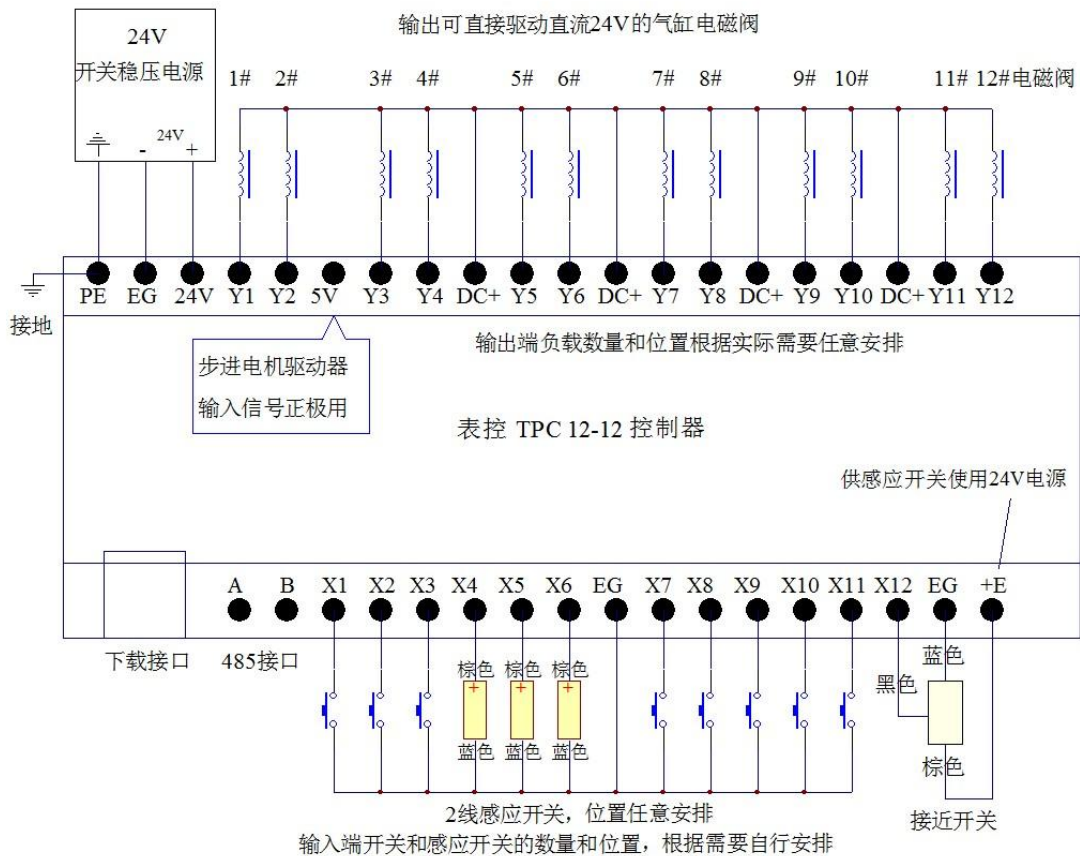 24V
开关稳压电源
24V
- +
输出可直接驱动直流24V的气缸电磁阀
1# 2# 3# 4# 5# 6# 7# 8# 9# 10# 11# 12#电磁阀
PE EG 24V Y1 Y2 5V Y3 Y4 DC+ Y5 Y6 DC+ Y7 Y8 DC+ Y9 Y10 DC+ Y11 Y12
接地
步进电机驱动器
输入信号正极用
输出端负载数量和位置根据实际需要任意安排
表控 TPC 12-12 控制器
供感应开关使用24V电源
A B X1 X2 X3 X4 X5 X6 EG X7 X8 X9 X10 X11 X12 EG +E
下载接口 485接口
棕色 棕色 棕色
+ + +
蓝色 蓝色 蓝色
蓝色
黑色
棕色
接近开关
2线感应开关，位置任意安排
输入端开关和感应开关的数量和位置，根据需要自行安排